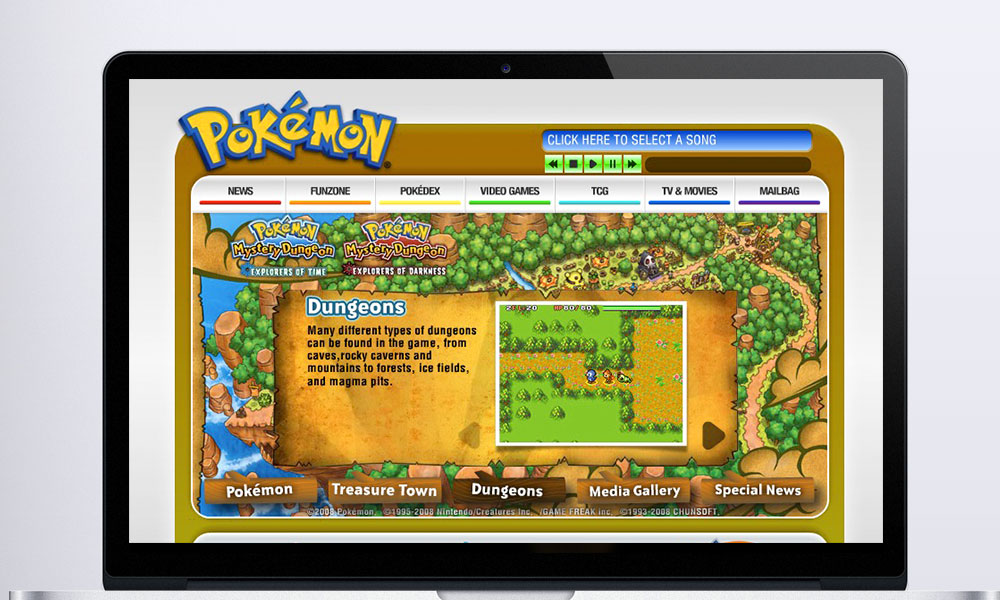 POKéMON
CLICK HERE TO SELECT A SONG
NEWS FUNZONE POKÉDEX VIDEO GAMES TCG TV & MOVIES MAILBAG
POKéMON POKéMON
Mystery Dungeon Mystery Dungeon
EXPLORERS OF TIME EXPLORERS OF DARKNESS
Dungeons
Many different types of dungeons
can be found in the game, from
caves,rocky caverns and
mountains to forests, ice fields,
and magma pits.
Pokémon Treasure Town Dungeons Media Gallery Special News
©2008 Pokémon. ©1995-2008 Nintendo/Creatures Inc. /GAME FREAK inc. ©1993-2008 CHUNSOFT.